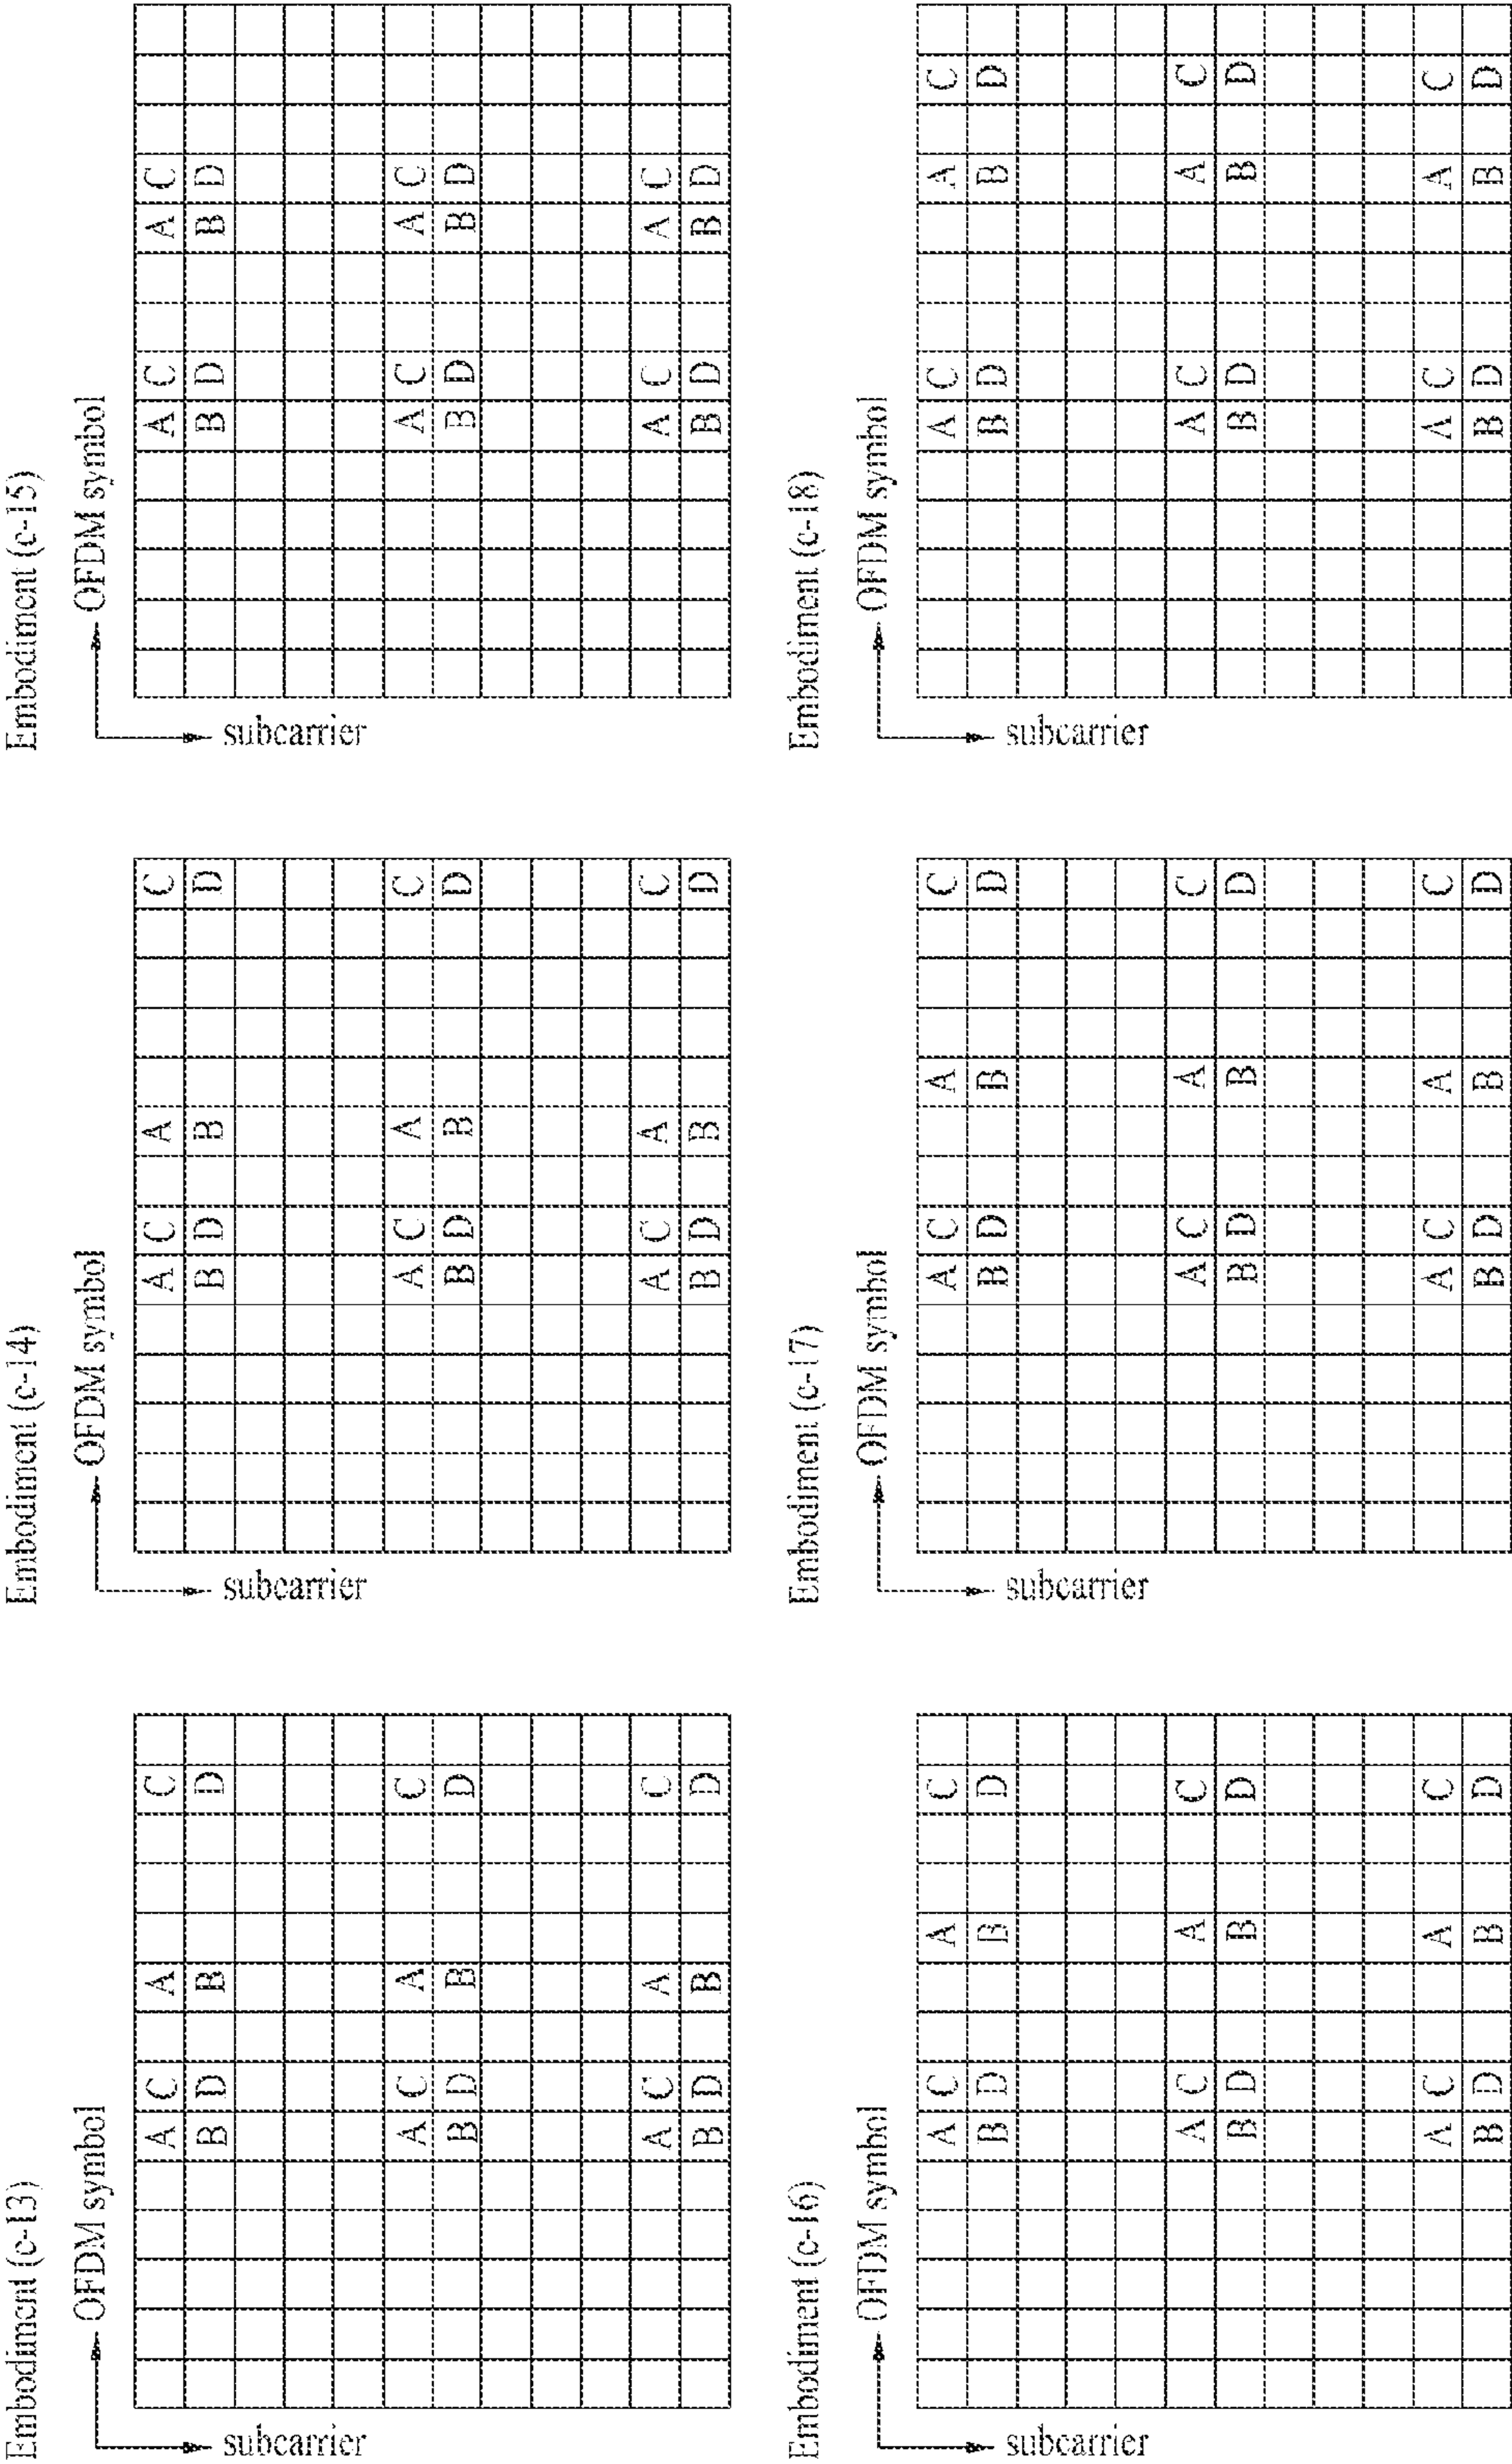 Embodiment (c-13)
OFDM symbol
subcarrier
A C A C
B D B D
A C A C
B D B D
A C A C
B D B D
Embodiment (c-14)
OFDM symbol
subcarrier
A C A C
B D B D
A C A C
B D B D
A C A C
B D B D
Embodiment (c-15)
OFDM symbol
subcarrier
A C A C
B D B D
A C A C
B D B D
A C A C
B D B D
Embodiment (c-16)
OFDM symbol
subcarrier
A C A C
B D B D
A C A C
B D B D
A C A C
B D B D
Embodiment (c-17)
OFDM symbol
subcarrier
A C A C
B D B D
A C A C
B D B D
A C A C
B D B D
Embodiment (c-18)
OFDM symbol
subcarrier
A C A C
B D B D
A C A C
B D B D
A C A C
B D B D